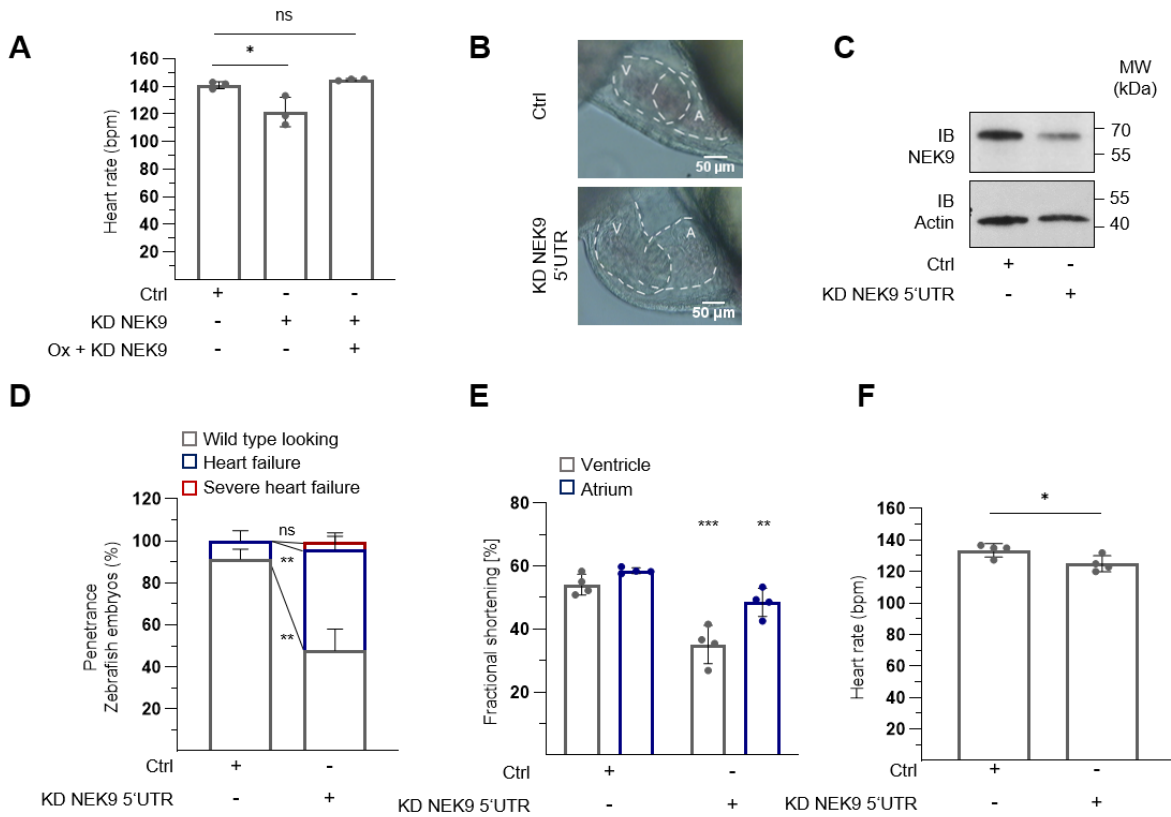 A
ns
*
Heart rate (bpm)
160
140
120
100
80
60
40
20
Ctrl + - -
KD NEK9 - + +
Ox + KD NEK9 - - +
B
Ctrl
V
A
50 µm
KD NEK9
5‘UTR
V
A
50 µm
C
MW
(kDa)
IB
NEK9
70
55
IB
Actin
55
40
Ctrl + -
KD NEK9 5‘UTR - +
D
Wild type looking
Heart failure
Severe heart failure
Penetrance
Zebrafish embryos (%)
120
100
80
60
40
20
ns
**
**
Ctrl + -
KD NEK9 5‘UTR - +
E
Ventricle
Atrium
Fractional shortening [%]
80
60
40
20
*** **
Ctrl + -
KD NEK9 5‘UTR - +
F
*
Heart rate (bpm)
160
140
120
100
80
60
40
20
Ctrl + -
KD NEK9 5‘UTR - +